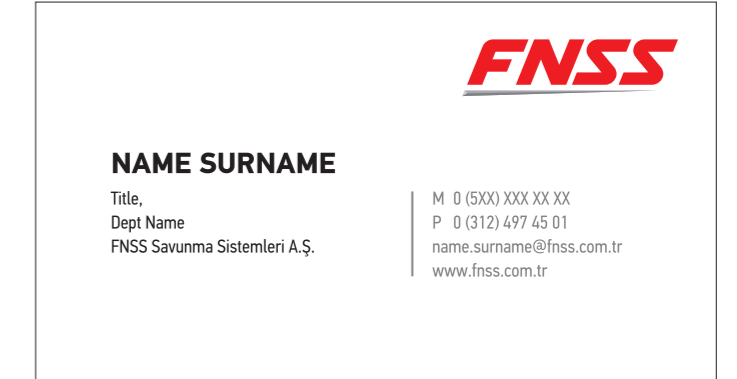 FNSS
NAME SURNAME
Title,
Dept Name
FNSS Savunma Sistemleri A.Ş.
M 0 (5XX) XXX XX XX
P 0 (312) 497 45 01
name.surname@fnss.com.tr
www.fnss.com.tr